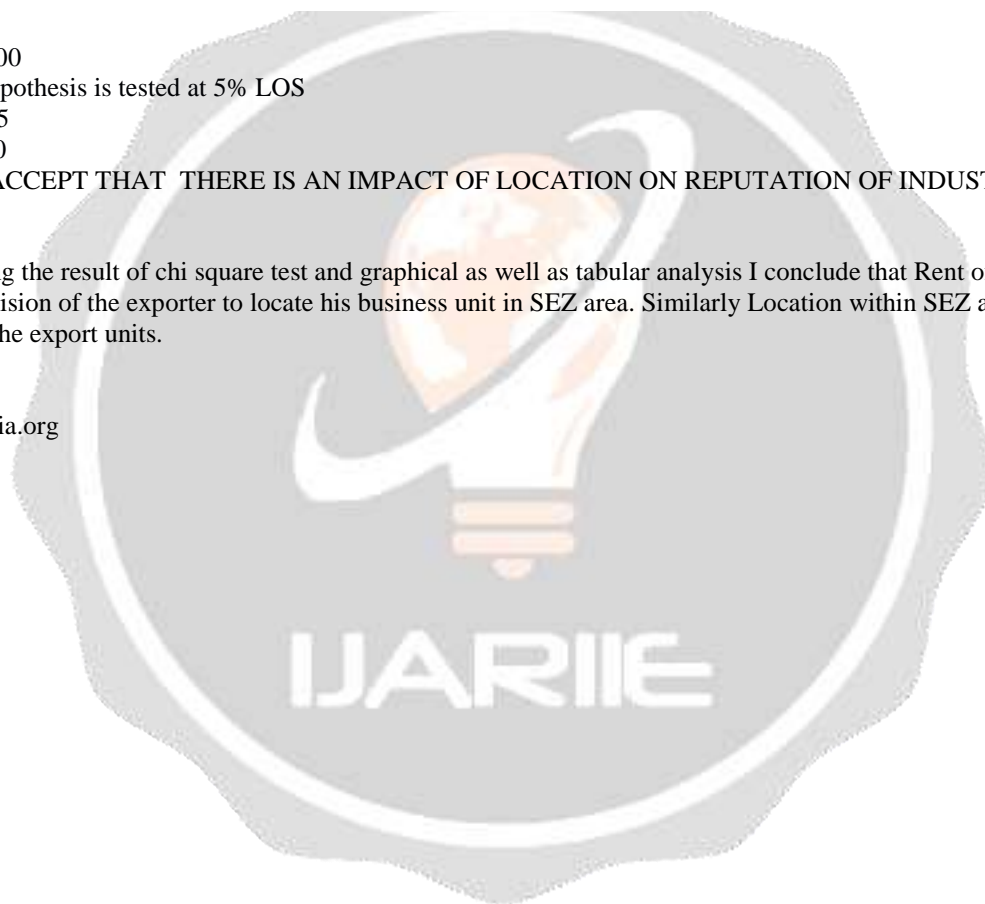 00
pothesis is tested at 5% LOS
5
0
ACCEPT THAT THERE IS AN IMPACT OF LOCATION ON REPUTATION OF INDUST
g the result of chi square test and graphical as well as tabular analysis I conclude that Rent o
ision of the exporter to locate his business unit in SEZ area. Similarly Location within SEZ a
he export units.
ia.org
IJARIIE